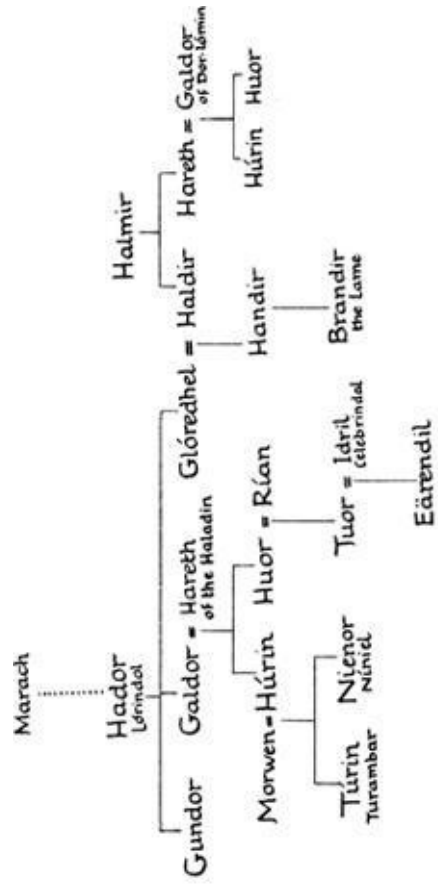 Marach
Hador Halmir
Lórindol
Gundor Galdor = Hareth Glóredhel = Haldir Hareth = Galdor
of the Haladin of Dor-lómin
Morwen=Húrin Huor = Rían Handir Húrin Huor
Túrin Nienor Tuor = Idril Brandir
Turambar Níniel Celebrindal the Lame
Eärendil